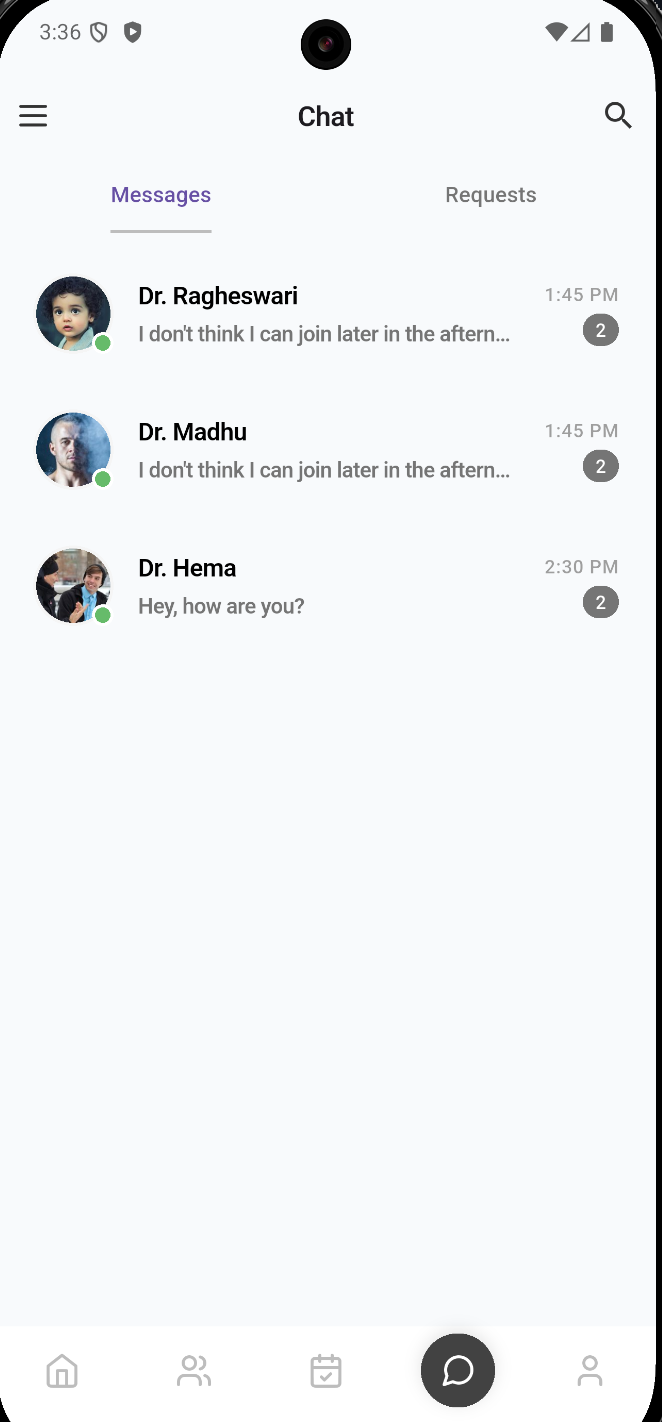 3:36
Chat
Messages
Requests
Dr. Ragheswari
1:45 PM
I don't think I can join later in the aftern...
2
Dr. Madhu
1:45 PM
I don't think I can join later in the aftern...
2
Dr. Hema
2:30 PM
Hey, how are you?
2